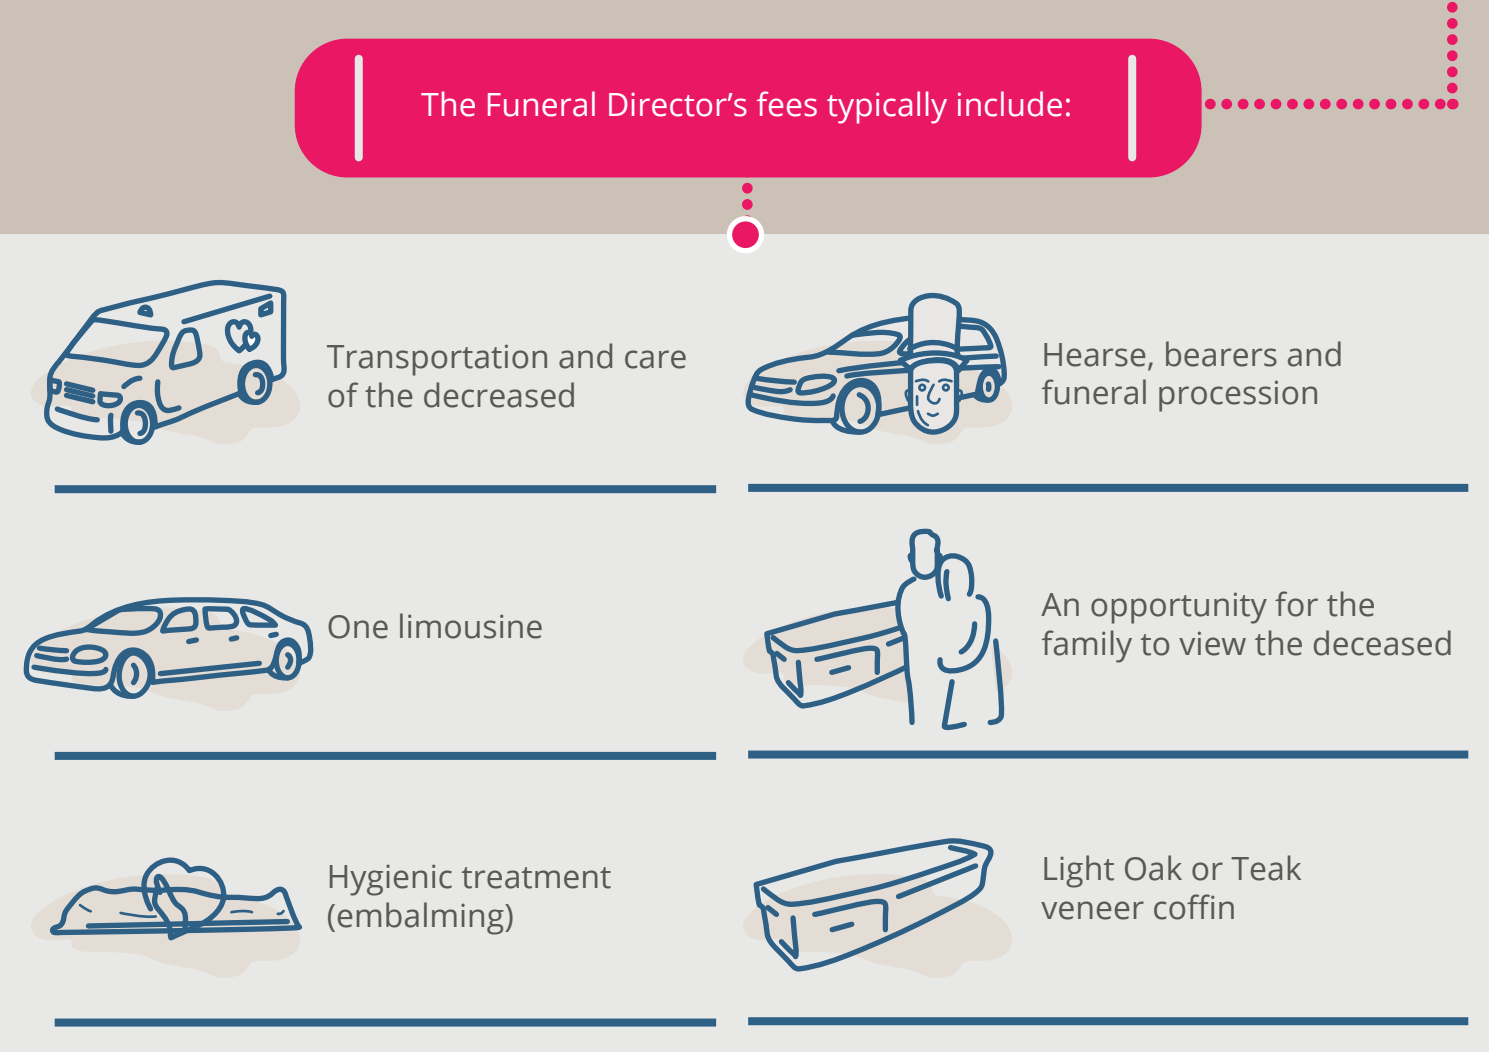 The Funeral Director’s fees typically include:
Transportation and care
of the decreased
Hearse, bearers and
funeral procession
One limousine
An opportunity for the
family to view the deceased
Hygienic treatment
(embalming)
Light Oak or Teak
veneer coffin